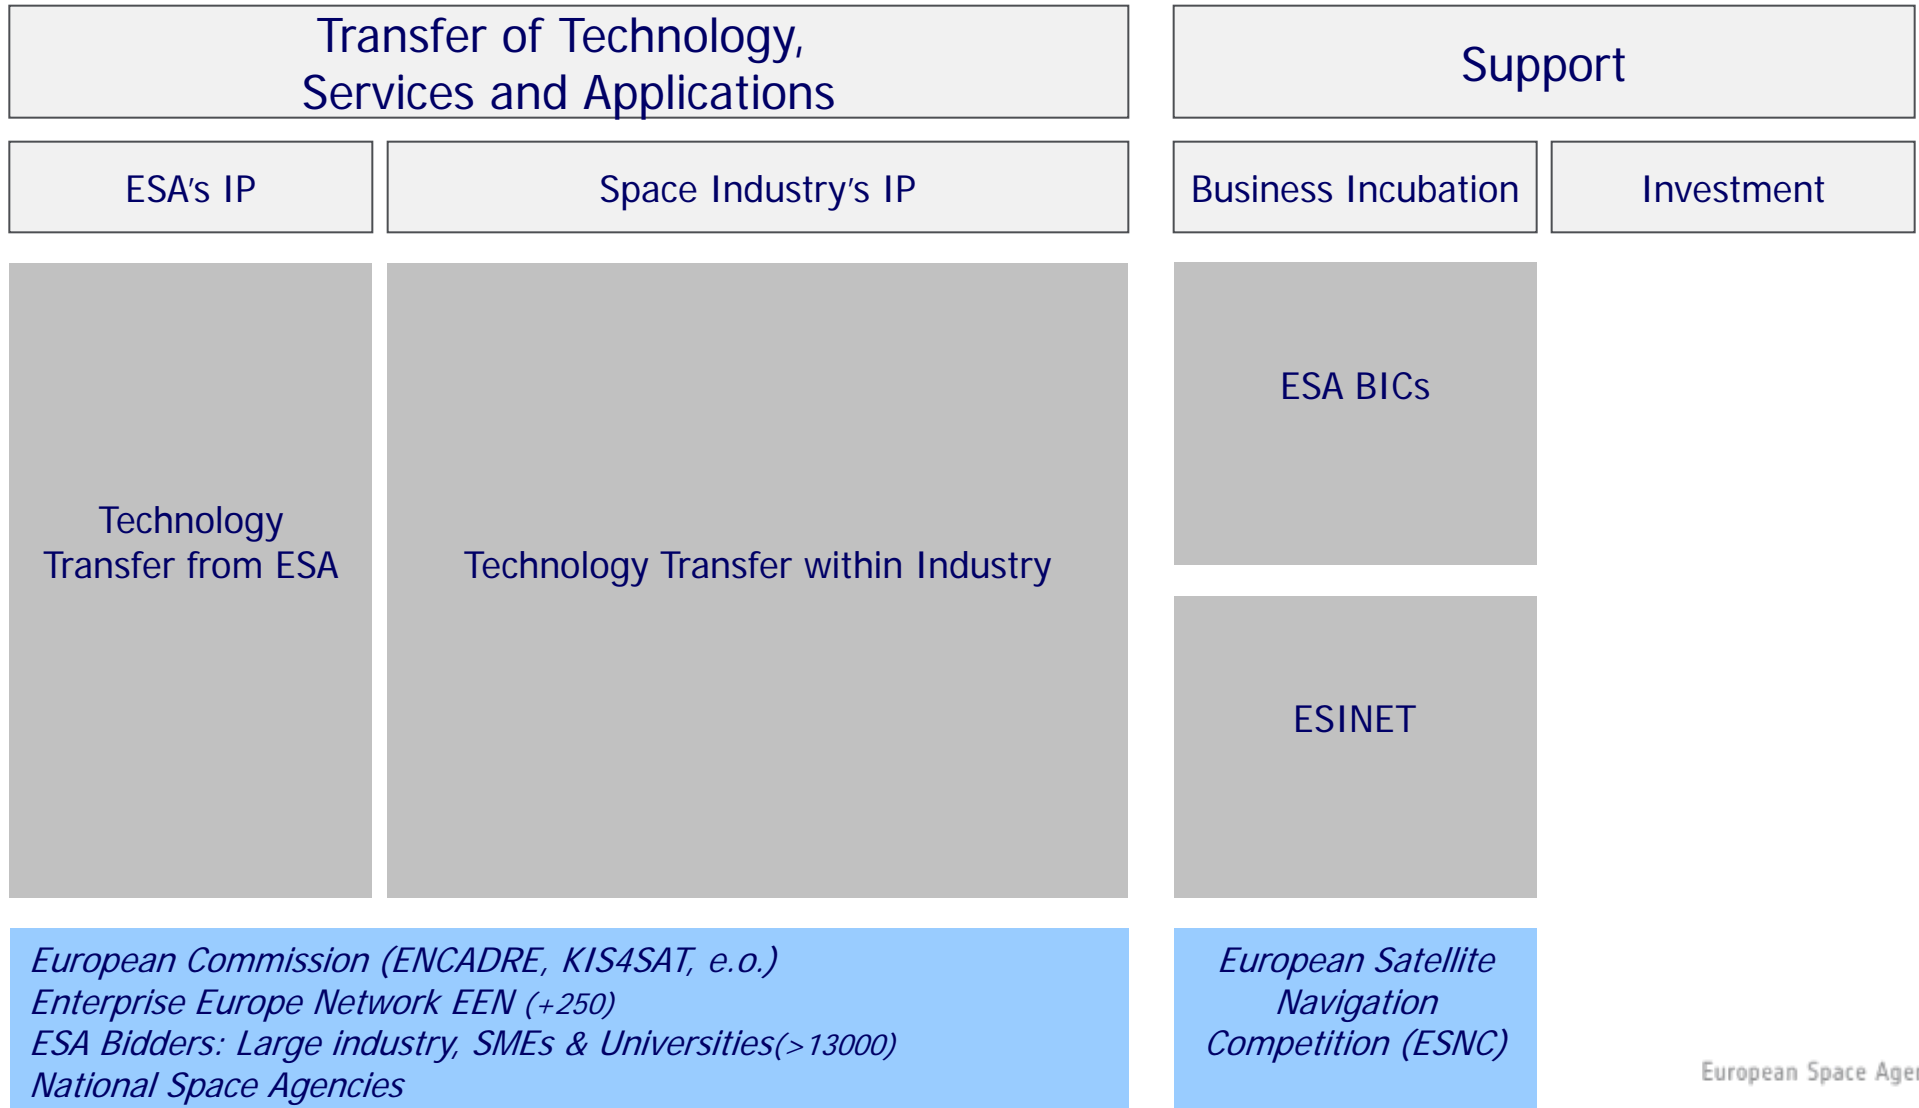 Transfer of Technology,
Services and Applications
Support
ESA's IP
Space Industry's IP
Business Incubation
Investment
Technology
Transfer from ESA
Technology Transfer within Industry
ESA BICs
ESINET
European Commission (ENCADRE, KIS4SAT, e.o.)
Enterprise Europe Network EEN (+250)
ESA Bidders: Large industry, SMEs & Universities(>13000)
National Space Agencies
European Satellite
Navigation
Competition (ESNC)
European Space Agen